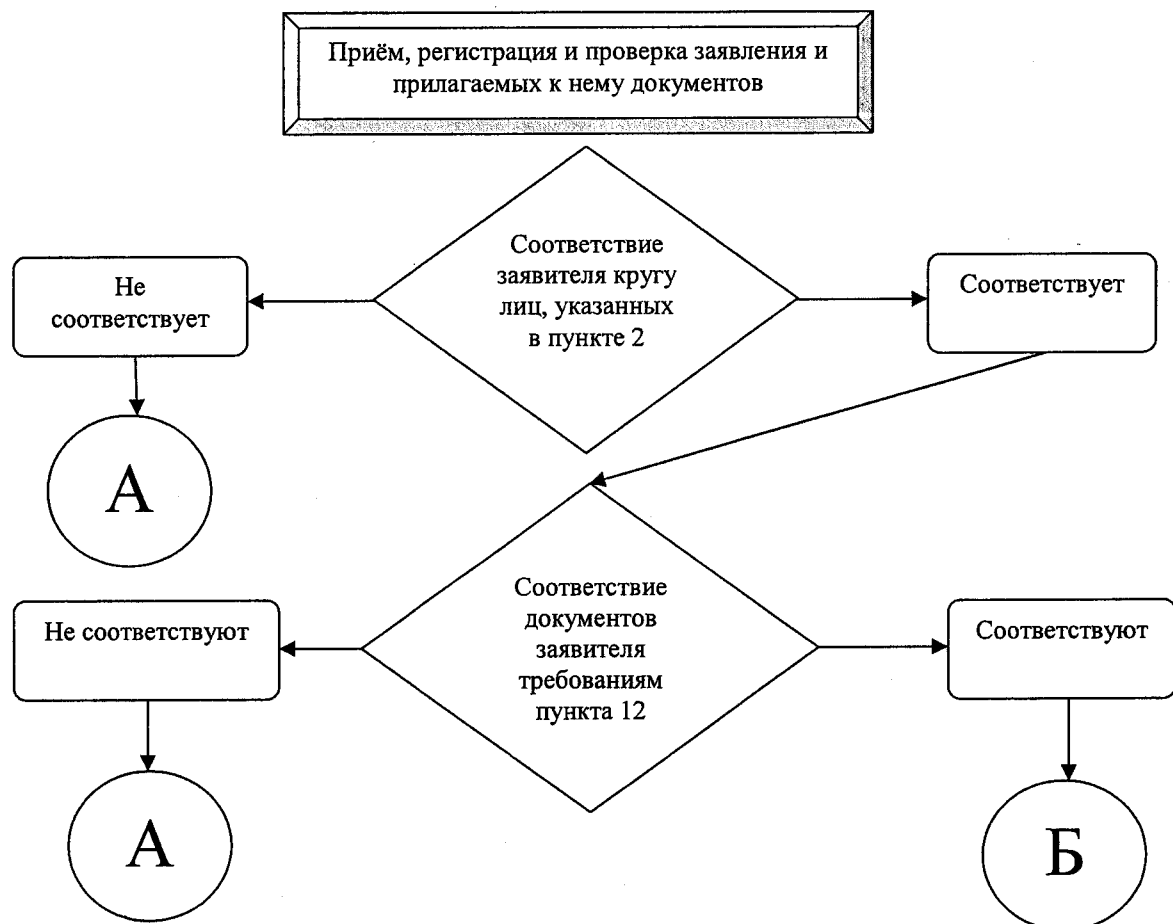 Приём, регистрация и проверка заявления и
прилагаемых к нему документов
Соответствие
заявителя кругу
лиц, указанных
в пункте 2
Не
соответствует
Соответствует
А
Соответствие
документов
заявителя
требованиям
пункта 12
Не соответствуют
Соответствуют
А
Б